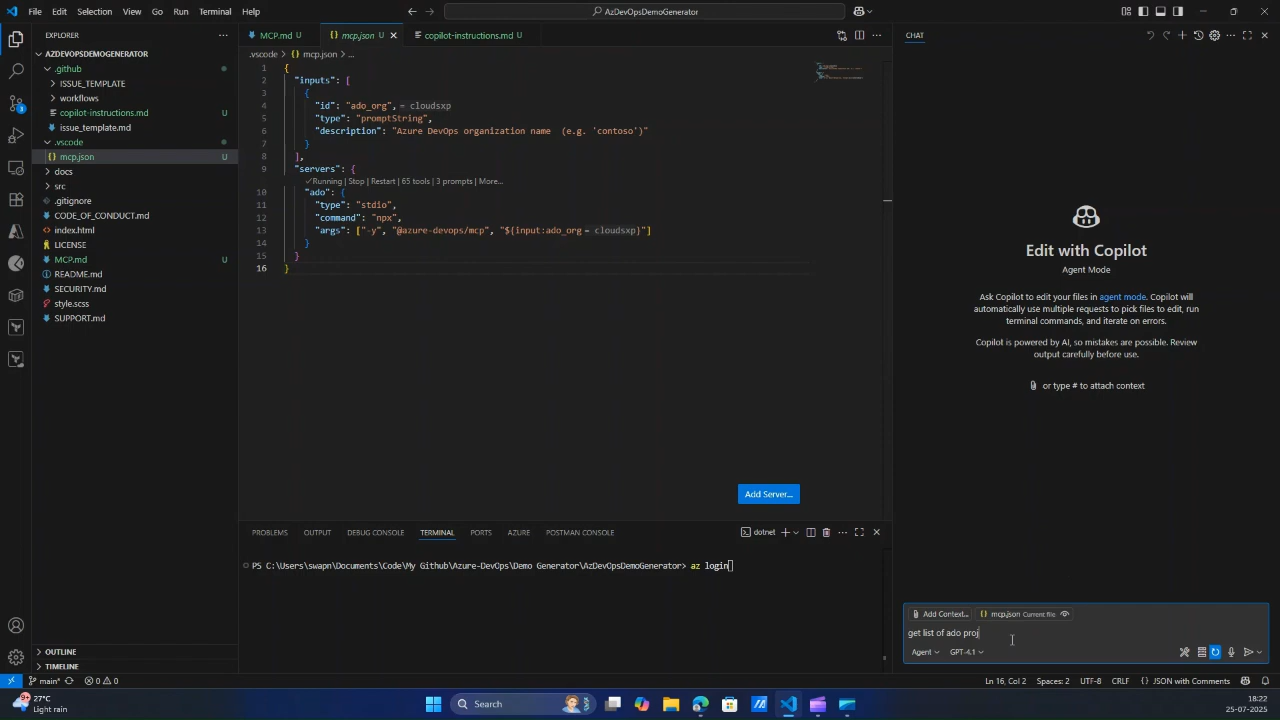 File Edit Selection View Go Run Terminal Help
AzDevOpsDemoGenerator
EXPLORER
AZDEVOPSDEMOGENERATOR
.github
ISSUE_TEMPLATE
workflows
copilot-instructions.md U
issue_template.md
.vscode
mcp.json U
docs
src
.gitignore
CODE_OF_CONDUCT.md
index.html
LICENSE
MCP.md U
README.md
SECURITY.md
style.scss
SUPPORT.md
OUTLINE
TIMELINE
MCP.md U mcp.json U copilot-instructions.md U
.vscode > {} mcp.json > ...
1 {
2 "inputs": [
3 {
4 "id": "ado_org", = cloudsxp
5 "type": "promptString",
6 "description": "Azure DevOps organization name (e.g. 'contoso')"
7 }
8 ],
9 "servers": {
✓Running | Stop | Restart | 65 tools | 3 prompts | More...
10 "ado": {
11 "type": "stdio",
12 "command": "npx",
13 "args": ["-y", "@azure-devops/mcp", "${input:ado_org = cloudsxp}"]
14 }
15 }
16 }
Add Server...
PROBLEMS OUTPUT DEBUG CONSOLE TERMINAL PORTS AZURE POSTMAN CONSOLE
dotnet
PS C:\Users\swapn\Documents\Code\My Github\Azure-DevOps\Demo Generator\AzDevOpsDemoGenerator> az login
CHAT
Edit with Copilot
Agent Mode
Ask Copilot to edit your files in agent mode. Copilot will
automatically use multiple requests to pick files to edit, run
terminal commands, and iterate on errors.
Copilot is powered by AI, so mistakes are possible. Review
output carefully before use.
or type # to attach context
Add Context... {} mcp.json Current file
get list of ado proj
Agent GPT-4.1
main* 0 0 Ln 16, Col 2 Spaces: 2 UTF-8 CRLF {} JSON with Comments
27°C
Light rain
Search
18:22
25-07-2025